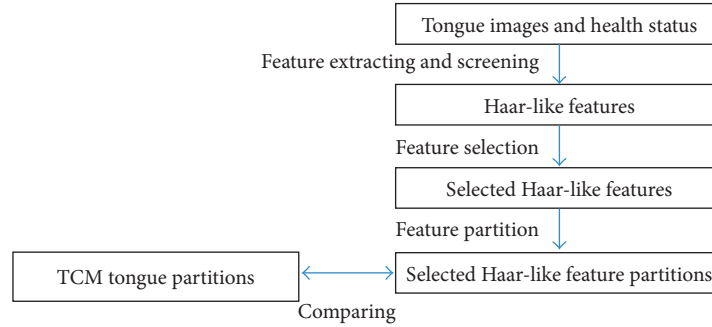 Tongue images and health status
Feature extracting and screening
Haar-like features
Feature selection
Selected Haar-like features
Feature partition
TCM tongue partitions
Selected Haar-like feature partitions
Comparing